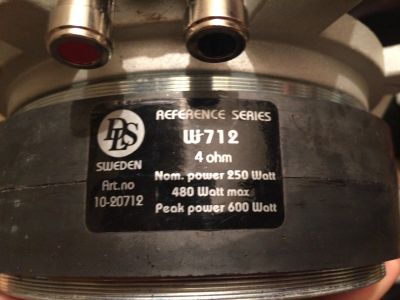 REFERENCE SERIES
DLS
W-712
SWEDEN
4 ohm
Art.no
Nom. power 250 Watt
10-20712
480 Watt max
Peak power 600 Watt